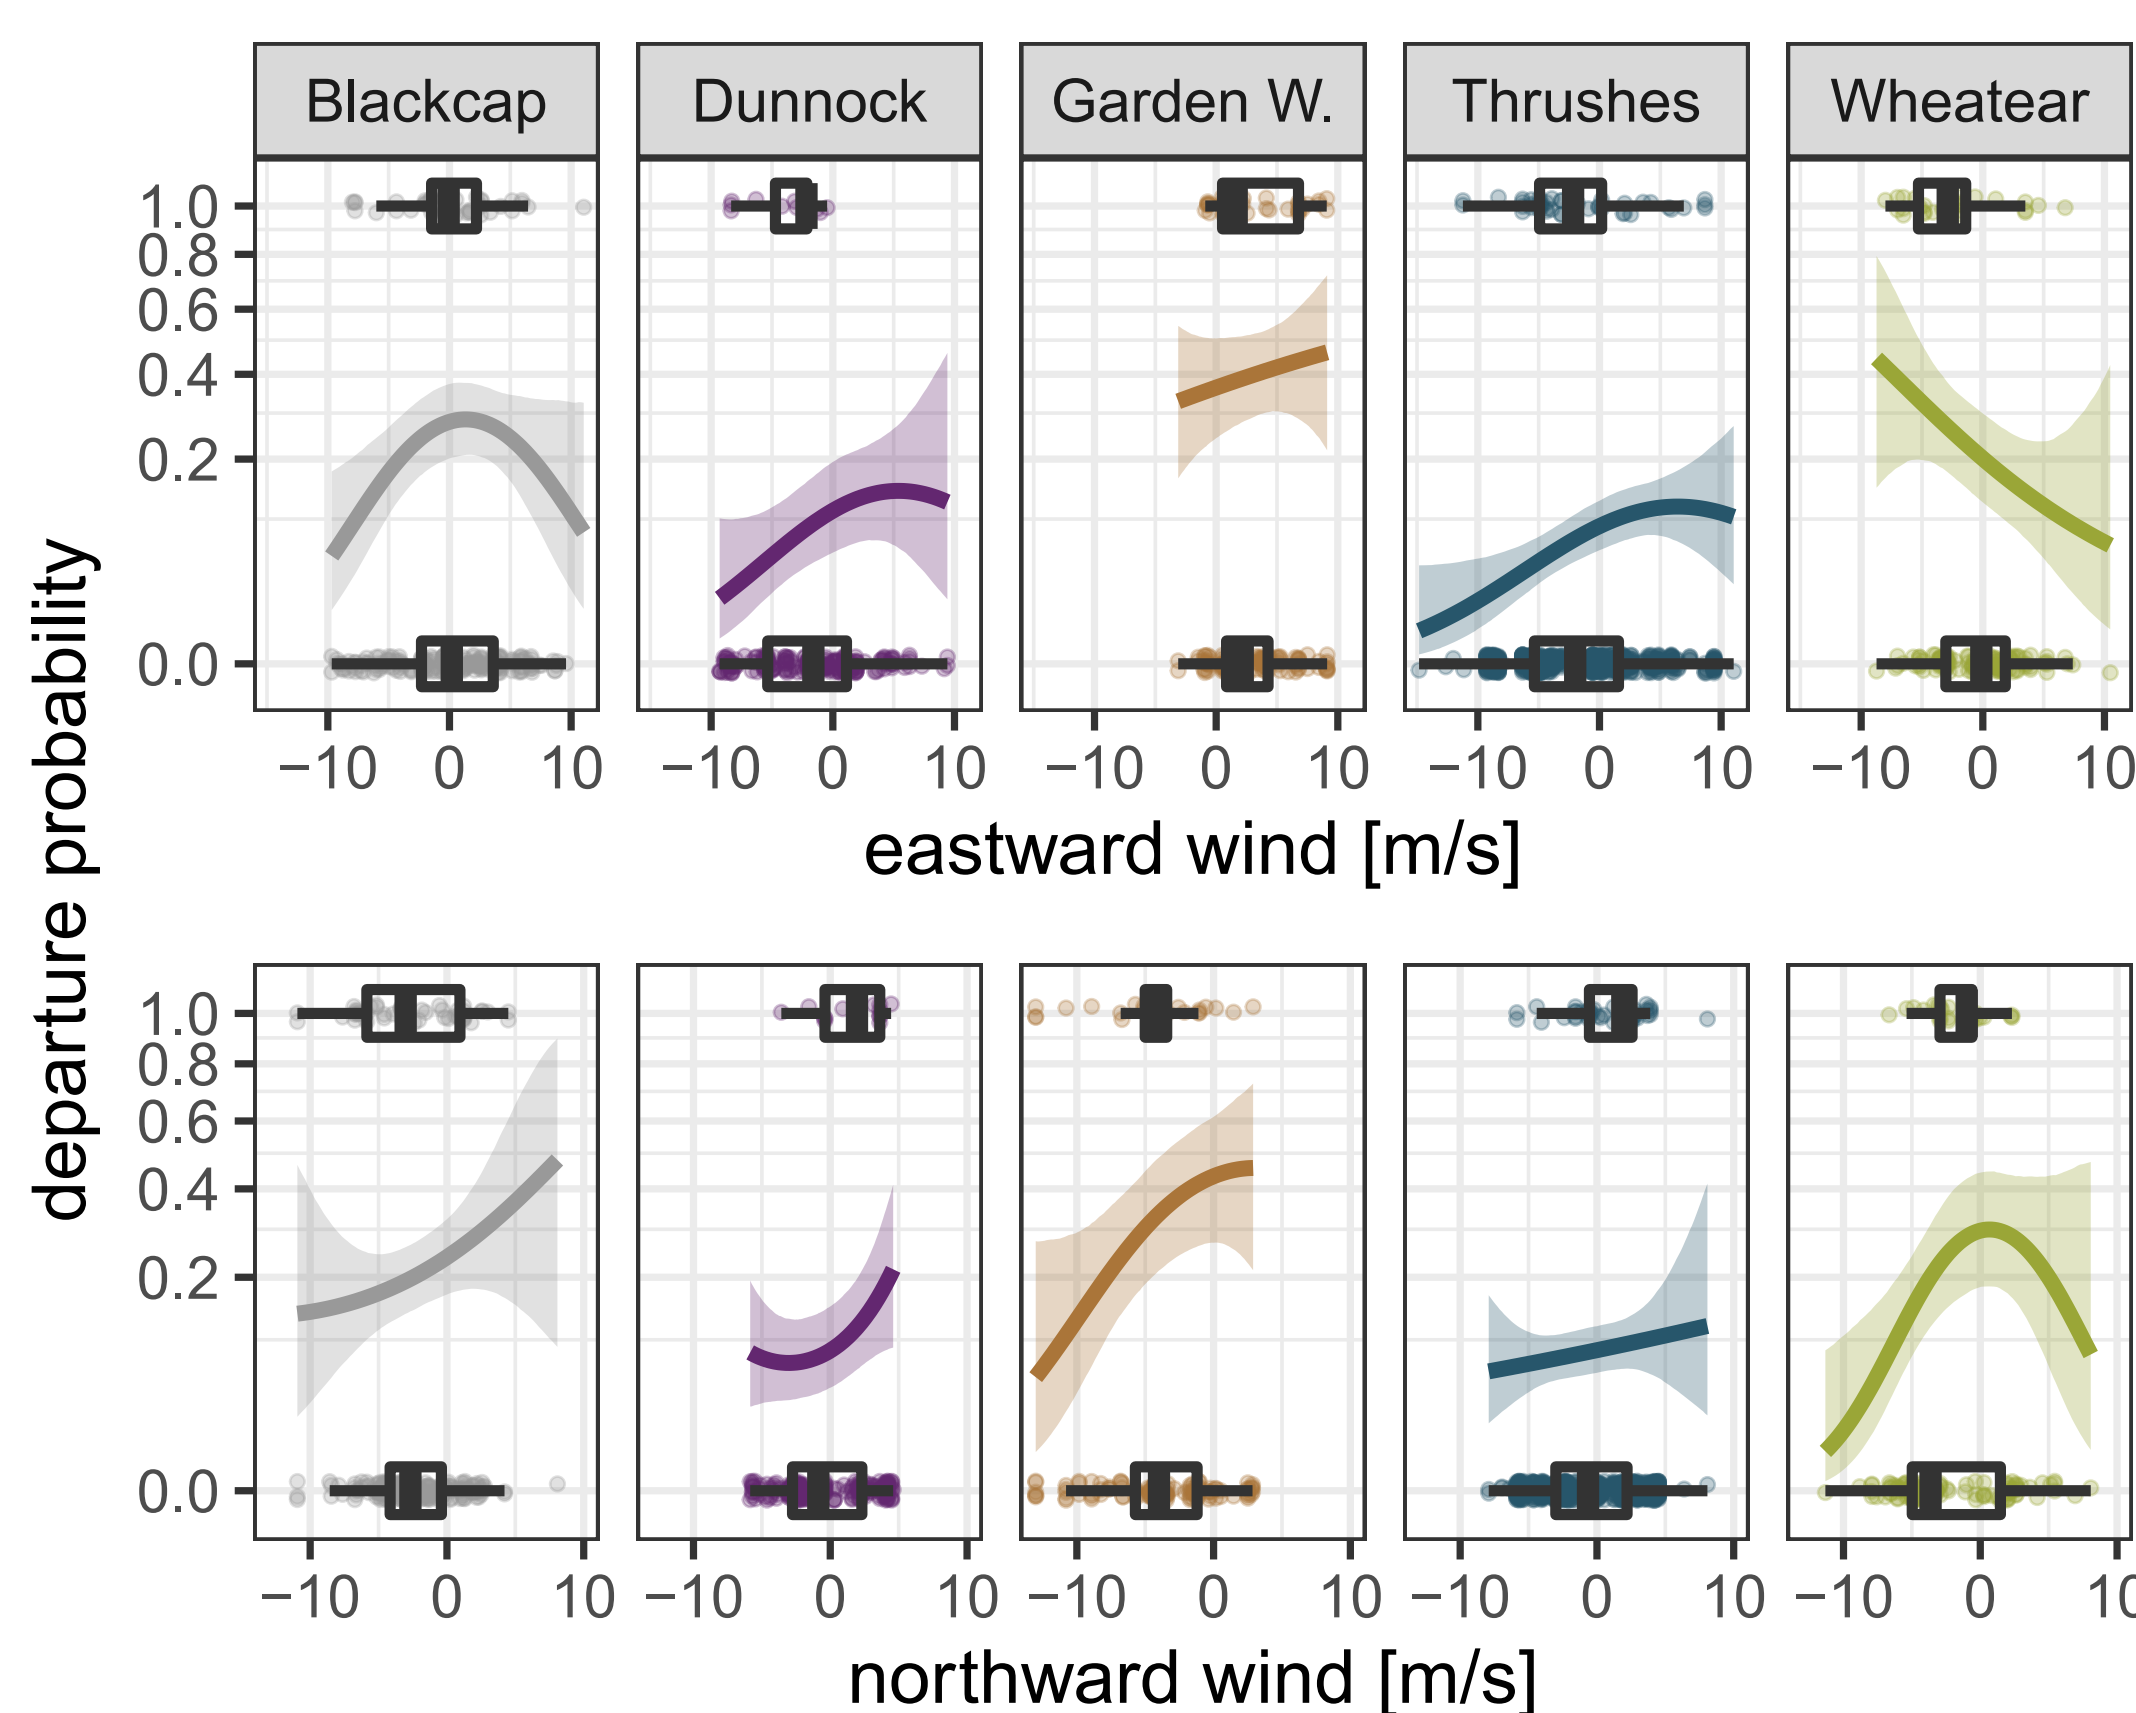 Blackcap Dunnock Garden W. Thrushes Wheatear
1.0
0.8
0.6
0.4
0.2
0.0
−10 0 10 −10 0 10 −10 0 10 −10 0 10 −10 0 10
eastward wind [m/s]
departure probability
1.0
0.8
0.6
0.4
0.2
0.0
−10 0 10 −10 0 10 −10 0 10 −10 0 10 −10 0 10
northward wind [m/s]